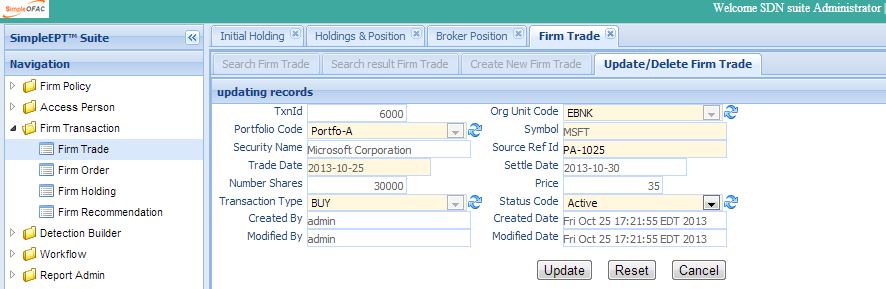 SimpleOFAC
Welcome SDN suite Administrator
SimpleEPT™ Suite
Navigation
Firm Policy
Access Person
Firm Transaction
Firm Trade
Firm Order
Firm Holding
Firm Recommendation
Detection Builder
Workflow
Report Admin
Initial Holding
Holdings & Position
Broker Position
Firm Trade
Search Firm Trade
Search result Firm Trade
Create New Firm Trade
Update/Delete Firm Trade
updating records
TxnId 6000 Org Unit Code EBNK
Portfolio Code Portfo-A Symbol MSFT
Security Name Microsoft Corporation Source Ref Id PA-1025
Trade Date 2013-10-25 Settle Date 2013-10-30
Number Shares 30000 Price 35
Transaction Type BUY Status Code Active
Created By admin Created Date Fri Oct 25 17:21:55 EDT 2013
Modified By admin Modified Date Fri Oct 25 17:21:55 EDT 2013
Update Reset Cancel